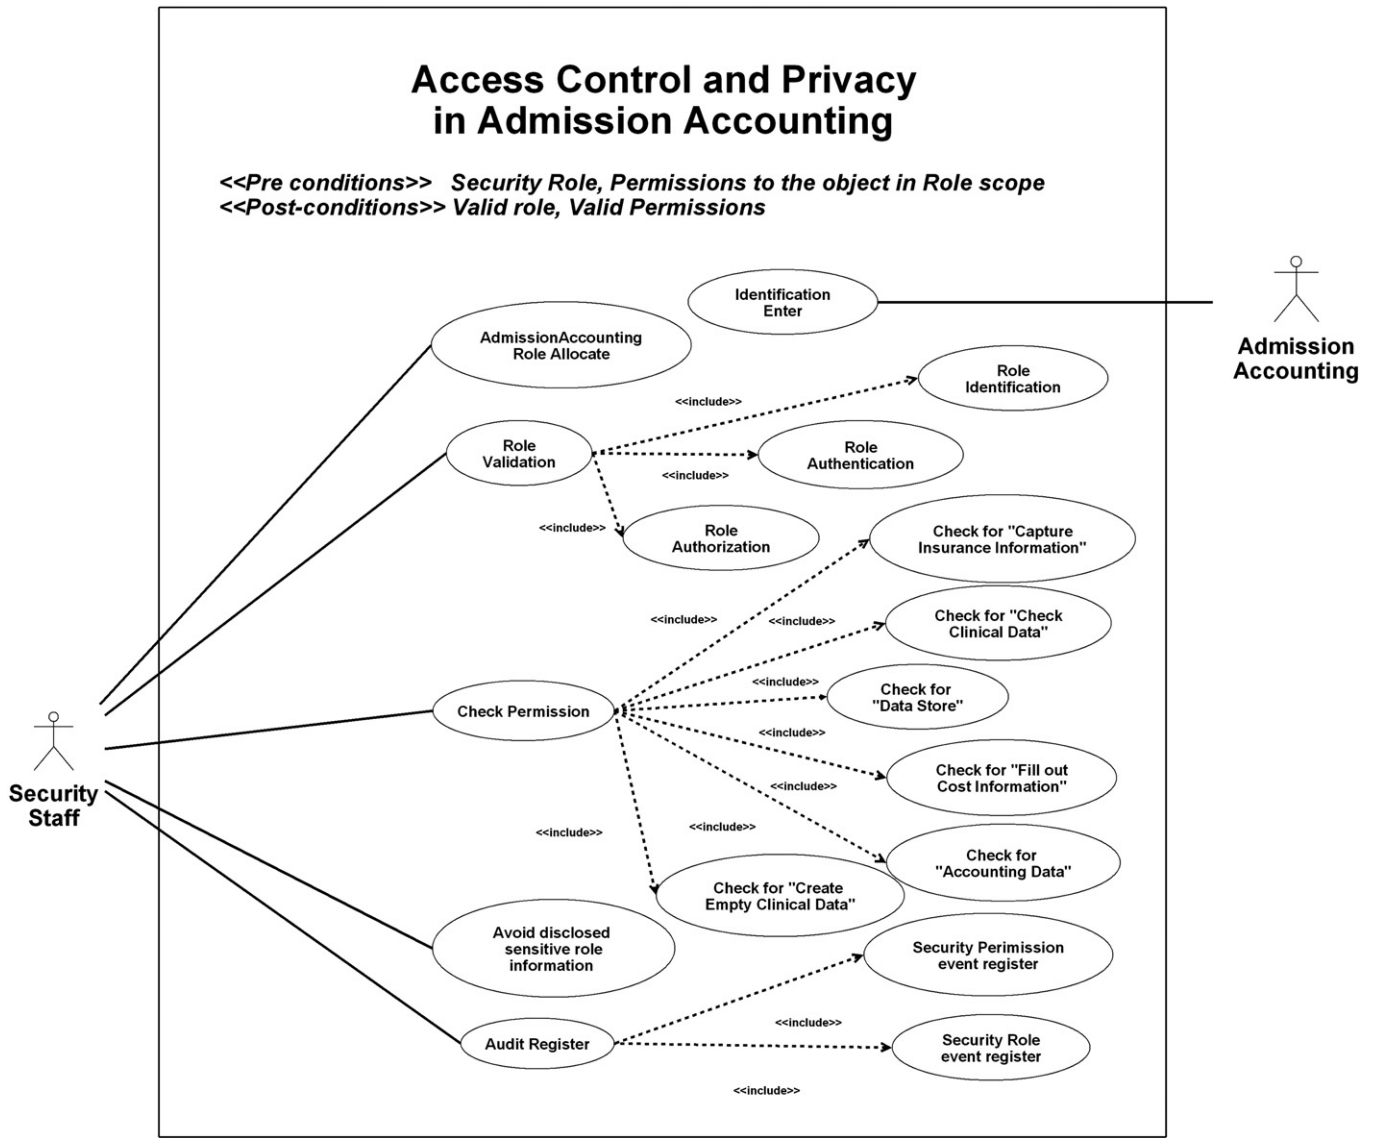 Access Control and Privacy
in Admission Accounting
<<Pre conditions>> Security Role, Permissions to the object in Role scope
<<Post-conditions>> Valid role, Valid Permissions
Identification
Enter
AdmissionAccounting
Role Allocate
Admission
Accounting
Role
Identification
<<include>>
Role
Validation
Role
Authentication
<<include>>
<<include>>
Role
Authorization
Check for "Capture
Insurance Information"
<<include>>
<<include>>
Check for "Check
Clinical Data"
<<include>>
Check for
"Data Store"
Check Permission
<<include>>
Check for "Fill out
Cost Information"
<<include>>
Security
Staff
<<include>>
<<include>>
Check for
"Accounting Data"
Check for "Create
Empty Clinical Data"
Avoid disclosed
sensitive role
information
Security Perimission
event register
<<include>>
Audit Register
Security Role
event register
<<include>>